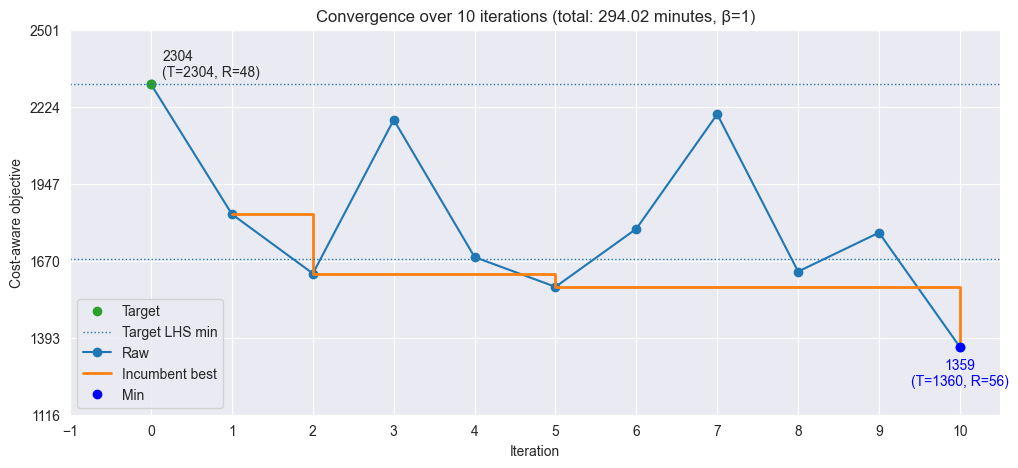 Convergence over 10 iterations (total: 294.02 minutes, β=1)
2501
2224
1947
1670
1393
1116
Cost-aware objective
2304
(T=2304, R=48)
1359
(T=1360, R=56)
Target
Target LHS min
Raw
Incumbent best
Min
−1
0
1
2
3
4
5
6
7
8
9
10
Iteration